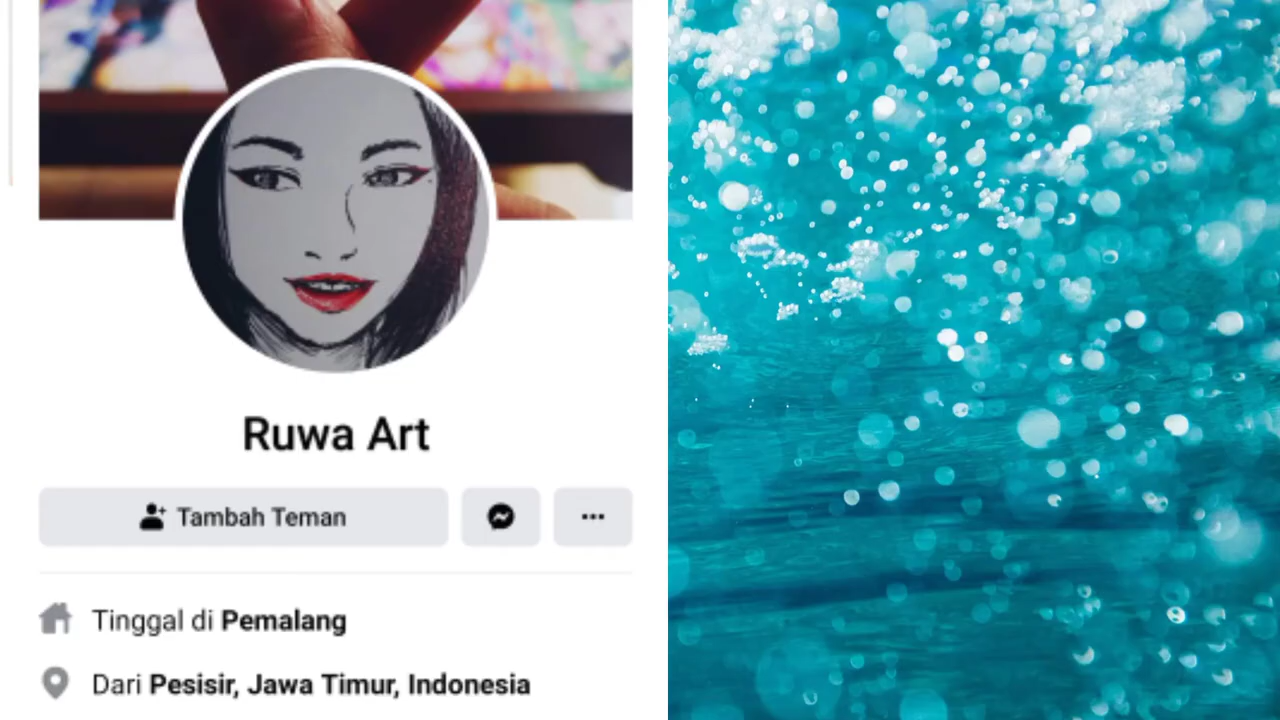 Ruwa Art
Tambah Teman
Tinggal di Pemalang
Dari Pesisir, Jawa Timur, Indonesia